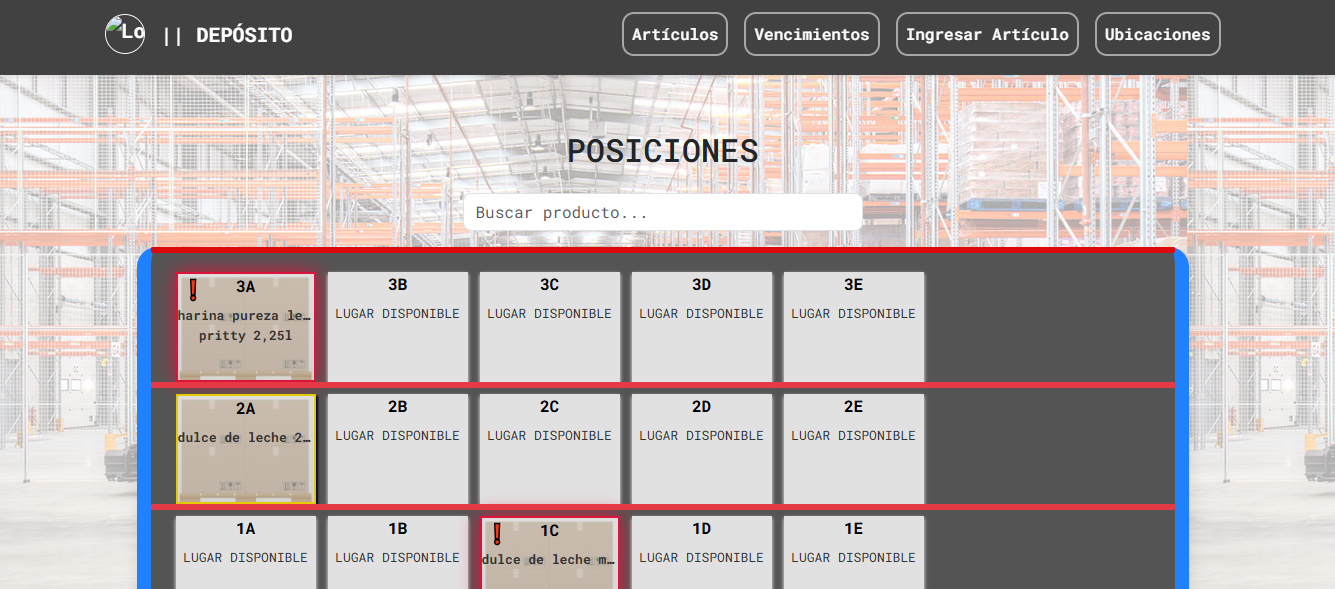 Lo || DEPÓSITO
Artículos Vencimientos Ingresar Artículo Ubicaciones
POSICIONES
Buscar producto...
3A 3B 3C 3D 3E
harina pureza le… LUGAR DISPONIBLE LUGAR DISPONIBLE LUGAR DISPONIBLE LUGAR DISPONIBLE
pritty 2,25l
2A 2B 2C 2D 2E
dulce de leche 2… LUGAR DISPONIBLE LUGAR DISPONIBLE LUGAR DISPONIBLE LUGAR DISPONIBLE
1A 1B 1C 1D 1E
LUGAR DISPONIBLE LUGAR DISPONIBLE dulce de leche m… LUGAR DISPONIBLE LUGAR DISPONIBLE